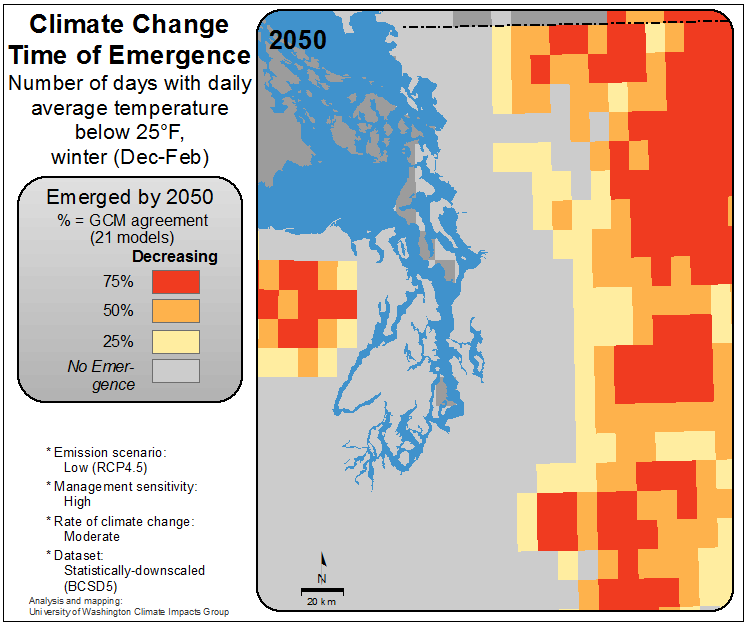 Climate Change
Time of Emergence
Number of days with daily
average temperature
below 25°F,
winter (Dec-Feb)
Emerged by 2050
% = GCM agreement
(21 models)
Decreasing
75%
50%
25%
No Emer-
gence
* Emission scenario:
Low (RCP4.5)
* Management sensitivity:
High
* Rate of climate change:
Moderate
* Dataset:
Statistically-downscaled
(BCSD5)
Analysis and mapping:
University of Washington Climate Impacts Group
2050
N
20 km